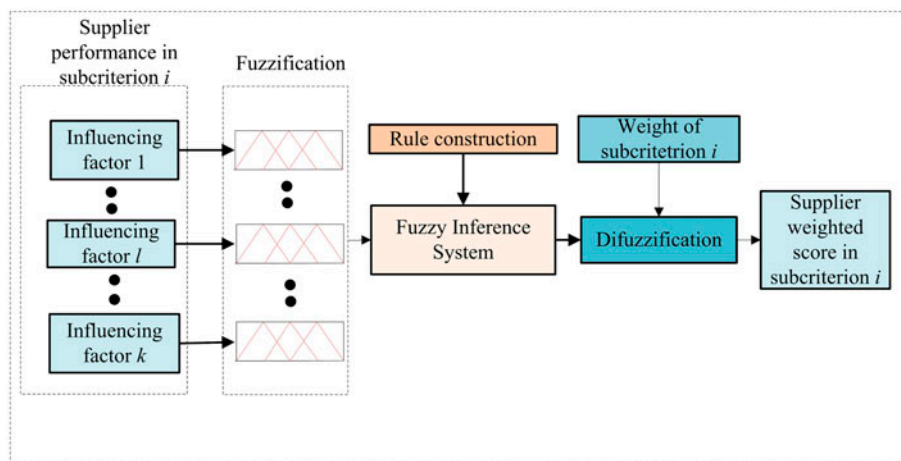 Supplier
performance in
subcriterion i
Fuzzification
Influencing
factor 1
Influencing
factor l
Influencing
factor k
Rule construction
Fuzzy Inference
System
Weight of
subcritetrion i
Difuzzification
Supplier
weighted
score in
subcriterion i